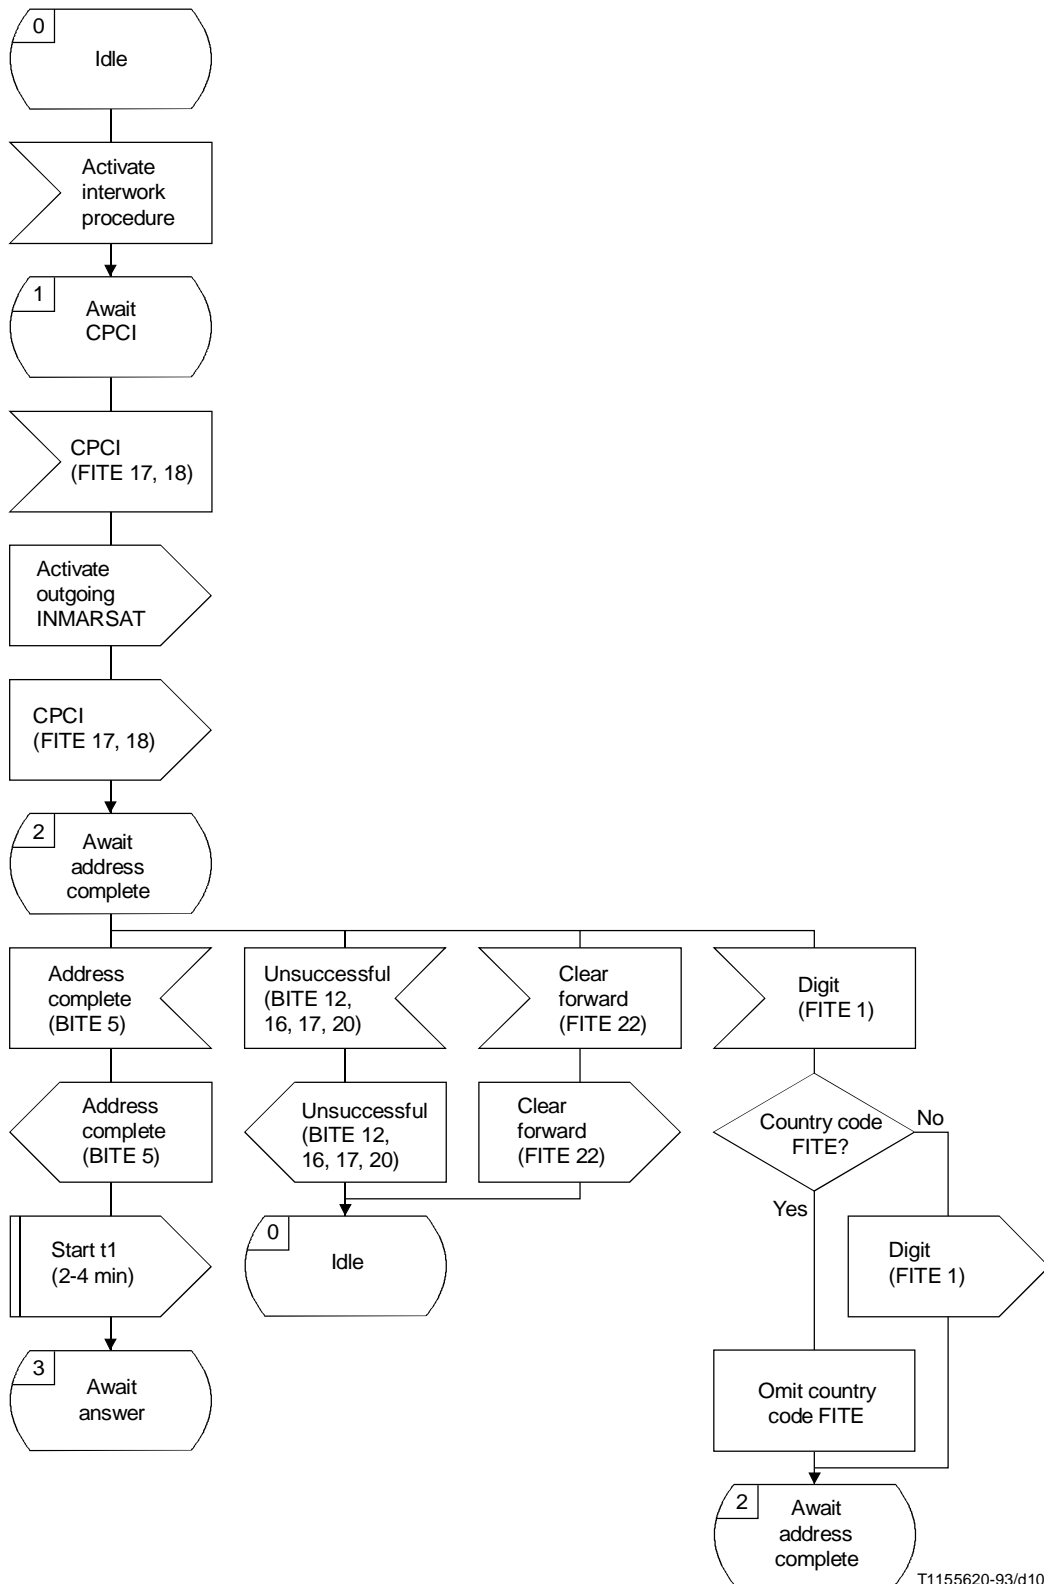 0
Idle
Activate
interwork
procedure
1
Await
CPCI
CPCI
(FITE 17, 18)
Activate
outgoing
INMARSAT
CPCI
(FITE 17, 18)
2
Await
address
complete
Address
complete
(BITE 5)
Unsuccessful
(BITE 12,
16, 17, 20)
Clear
forward
(FITE 22)
Digit
(FITE 1)
Address
complete
(BITE 5)
Unsuccessful
(BITE 12,
16, 17, 20)
Clear
forward
(FITE 22)
Country code
FITE?
No
Yes
Start t1
(2-4 min)
0
Idle
Digit
(FITE 1)
3
Await
answer
Omit country
code FITE
2
Await
address
complete
T1155620-93/d10